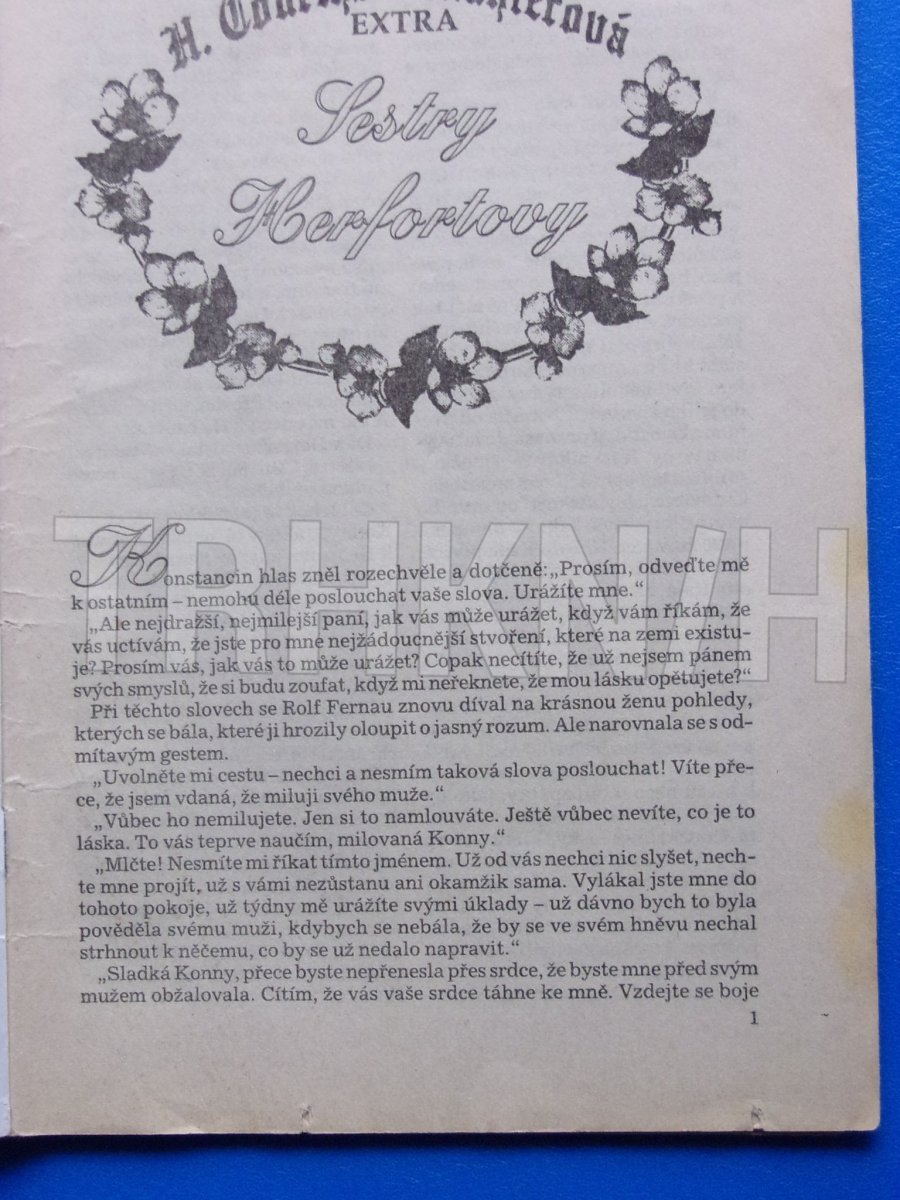 H.
EXTRA
Sestry
Herfortovy
Konstancin hlas zněl rozechvěle a dotčeně: „Prosím, odveďte mě
k ostatním – nemohu déle poslouchat vaše slova. Urážíte mne.“
„Ale nejdražší, nejmilejší paní, jak vás může urážet, když vám říkám, že
vás uctívám, že jste pro mne nejžádoucnější stvoření, které na zemi existu-
je? Prosím vás, jak vás to může urážet? Copak necítíte, že už nejsem pánem
svých smyslů, že si budu zoufat, když mi neřeknete, že mou lásku opětujete?“
Při těchto slovech se Rolf Fernau znovu díval na krásnou ženu pohledy,
kterých se bála, které ji hrozily oloupit o jasný rozum. Ale narovnala se s od-
mítavým gestem.
„Uvolněte mi cestu – nechci a nesmím taková slova poslouchat! Víte pře-
ce, že jsem vdaná, že miluji svého muže.“
„Vůbec ho nemilujete. Jen si to namlouváte. Ještě vůbec nevíte, co je to
láska. To vás teprve naučím, milovaná Konny.“
„Mlčte! Nesmíte mi říkat tímto jménem. Už od vás nechci nic slyšet, nech-
te mne projít, už s vámi nezůstanu ani okamžik sama. Vylákal jste mne do
tohoto pokoje, už týdny mě urážíte svými úklady – už dávno bych to byla
pověděla svému muži, kdybych se nebála, že by se ve svém hněvu nechal
strhnout k něčemu, co by se už nedalo napravit.“
„Sladká Konny, přece byste nepřenesla přes srdce, že byste mne před svým
mužem obžalovala. Cítím, že vás vaše srdce táhne ke mně. Vzdejte se boje
1